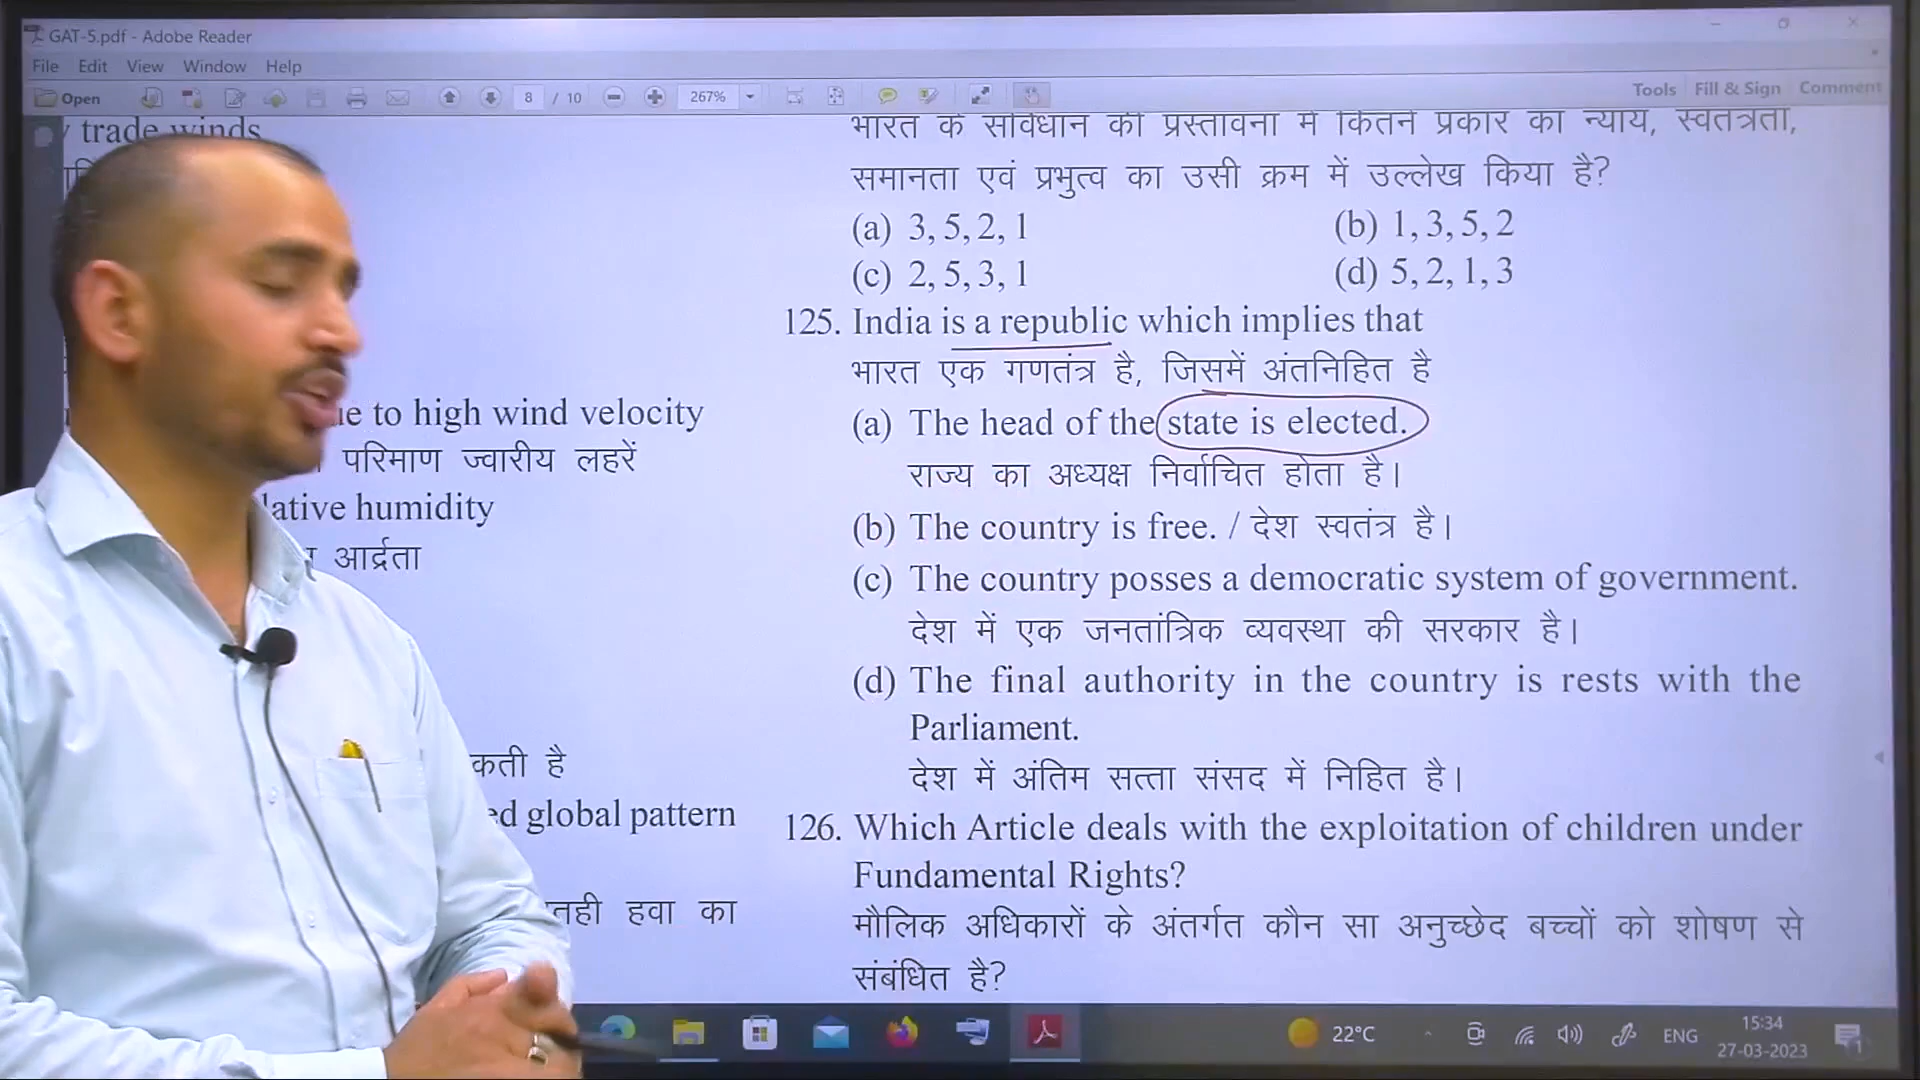 GAT-5.pdf - Adobe Reader
File Edit View Window Help
Open 8 / 10 267% Tools Fill & Sign Comment
trade winds
to high wind velocity
परिमाण ज्वारीय लहरें
humidity
आर्द्रता
है
global pattern
हवा का
भारत के संविधान की प्रस्तावना में कितने प्रकार का न्याय, स्वतंत्रता,
समानता एवं प्रभुत्व का उसी क्रम में उल्लेख किया है?
(a) 3, 5, 2, 1 (b) 1, 3, 5, 2
(c) 2, 5, 3, 1 (d) 5, 2, 1, 3
125. India is a republic which implies that
भारत एक गणतंत्र है, जिसमें अंतनिहित है
(a) The head of the state is elected.
राज्य का अध्यक्ष निर्वाचित होता है।
(b) The country is free. / देश स्वतंत्र है।
(c) The country posses a democratic system of government.
देश में एक जनतांत्रिक व्यवस्था की सरकार है।
(d) The final authority in the country is rests with the
Parliament.
देश में अंतिम सत्ता संसद में निहित है।
126. Which Article deals with the exploitation of children under
Fundamental Rights?
मौलिक अधिकारों के अंतर्गत कौन सा अनुच्छेद बच्चों को शोषण से
संबंधित है?
22°C ENG 15:34
27-03-2023